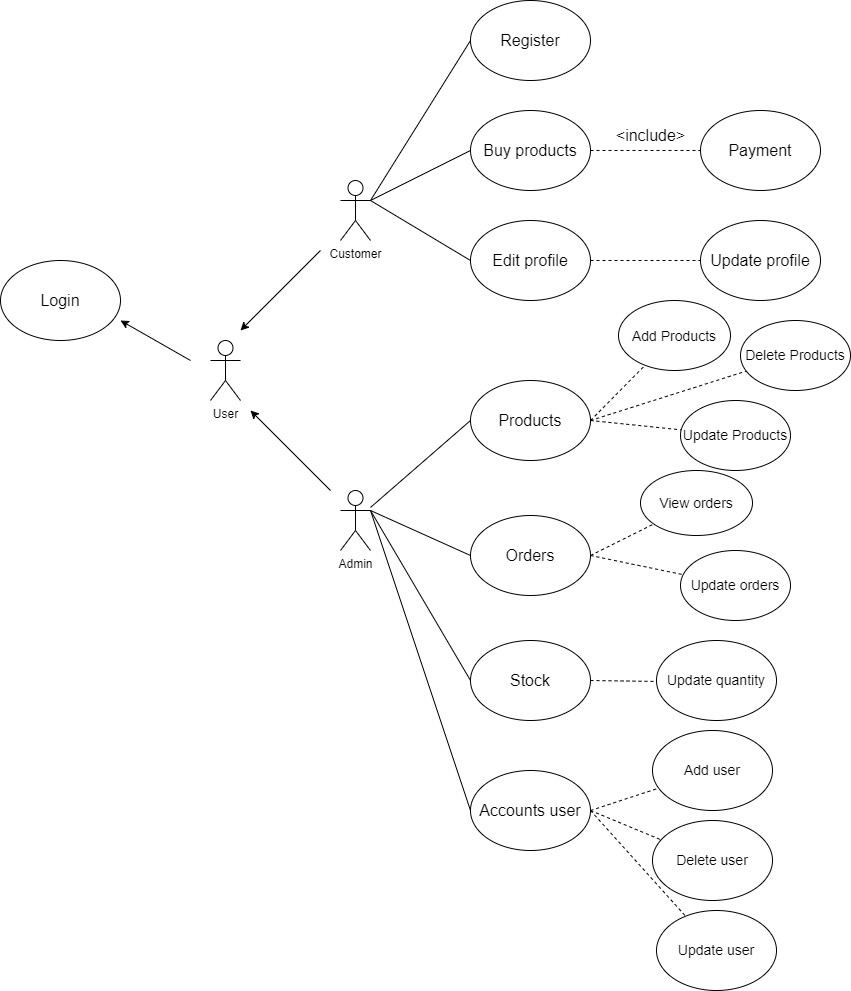 Register
Buy products
<include>
Payment
Customer
Edit profile
Update profile
Login
User
Add Products
Delete Products
Products
Update Products
Admin
View orders
Orders
Update orders
Stock
Update quantity
Add user
Accounts user
Delete user
Update user